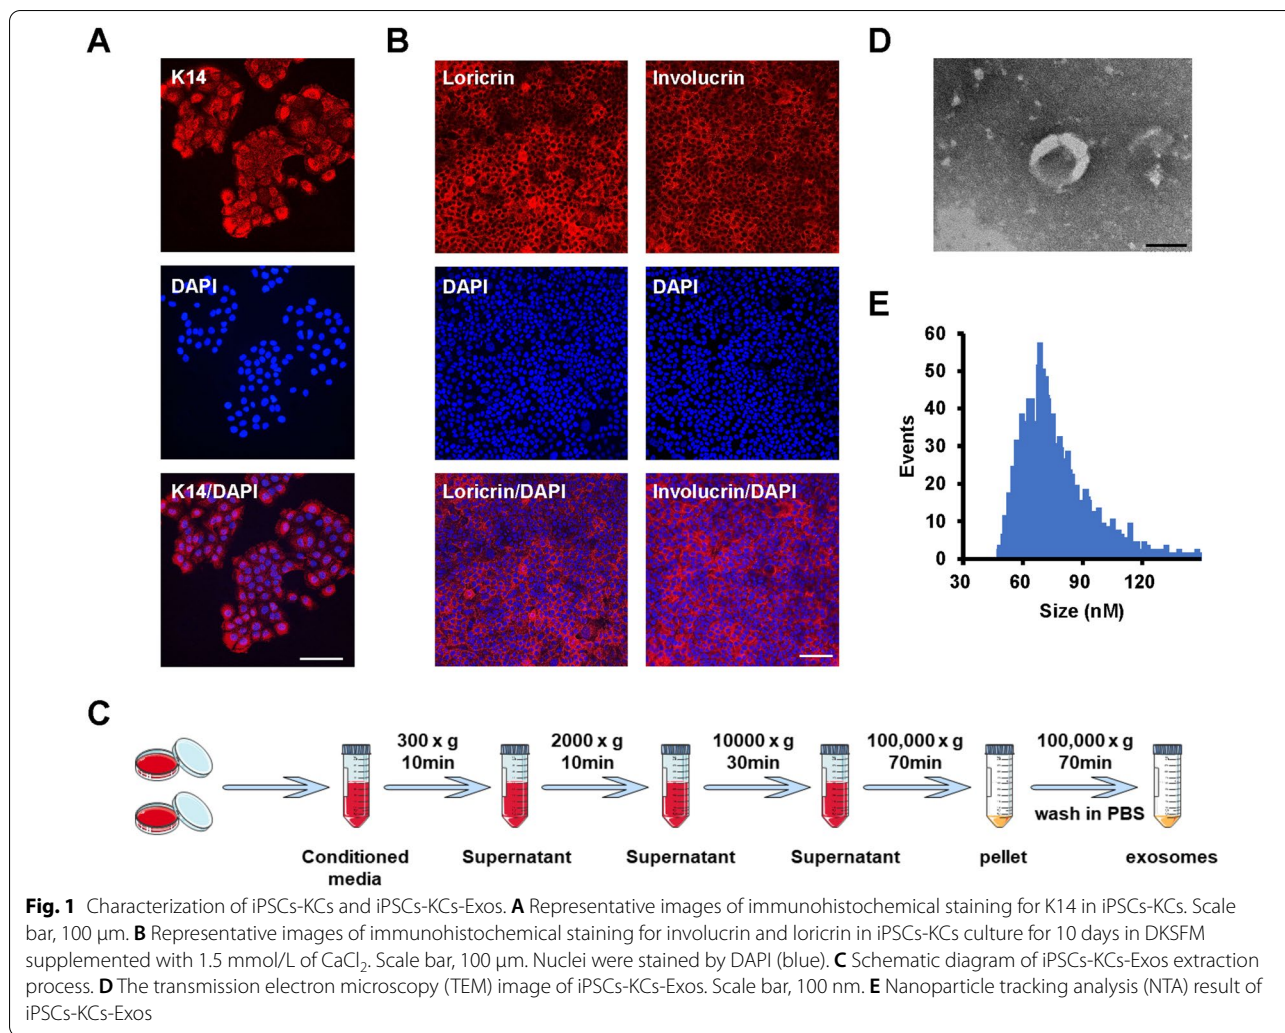 A
K14
DAPI
K14/DAPI
B
Loricrin
Involucrin
DAPI
DAPI
Loricrin/DAPI
Involucrin/DAPI
D
E
60
50
40
30
20
10
0
Events
30
60
90
120
Size (nM)
C
300 x g
10min
2000 x g
10min
10000 x g
30min
100,000 x g
70min
100,000 x g
70min
wash in PBS
Conditioned
media
Supernatant
Supernatant
Supernatant
pellet
exosomes
Fig. 1 Characterization of iPSCs-KCs and iPSCs-KCs-Exos. A Representative images of immunohistochemical staining for K14 in iPSCs-KCs. Scale
bar, 100 µm. B Representative images of immunohistochemical staining for involucrin and loricrin in iPSCs-KCs culture for 10 days in DKSFM
supplemented with 1.5 mmol/L of CaCl₂. Scale bar, 100 µm. Nuclei were stained by DAPI (blue). C Schematic diagram of iPSCs-KCs-Exos extraction
process. D The transmission electron microscopy (TEM) image of iPSCs-KCs-Exos. Scale bar, 100 nm. E Nanoparticle tracking analysis (NTA) result of
iPSCs-KCs-Exos